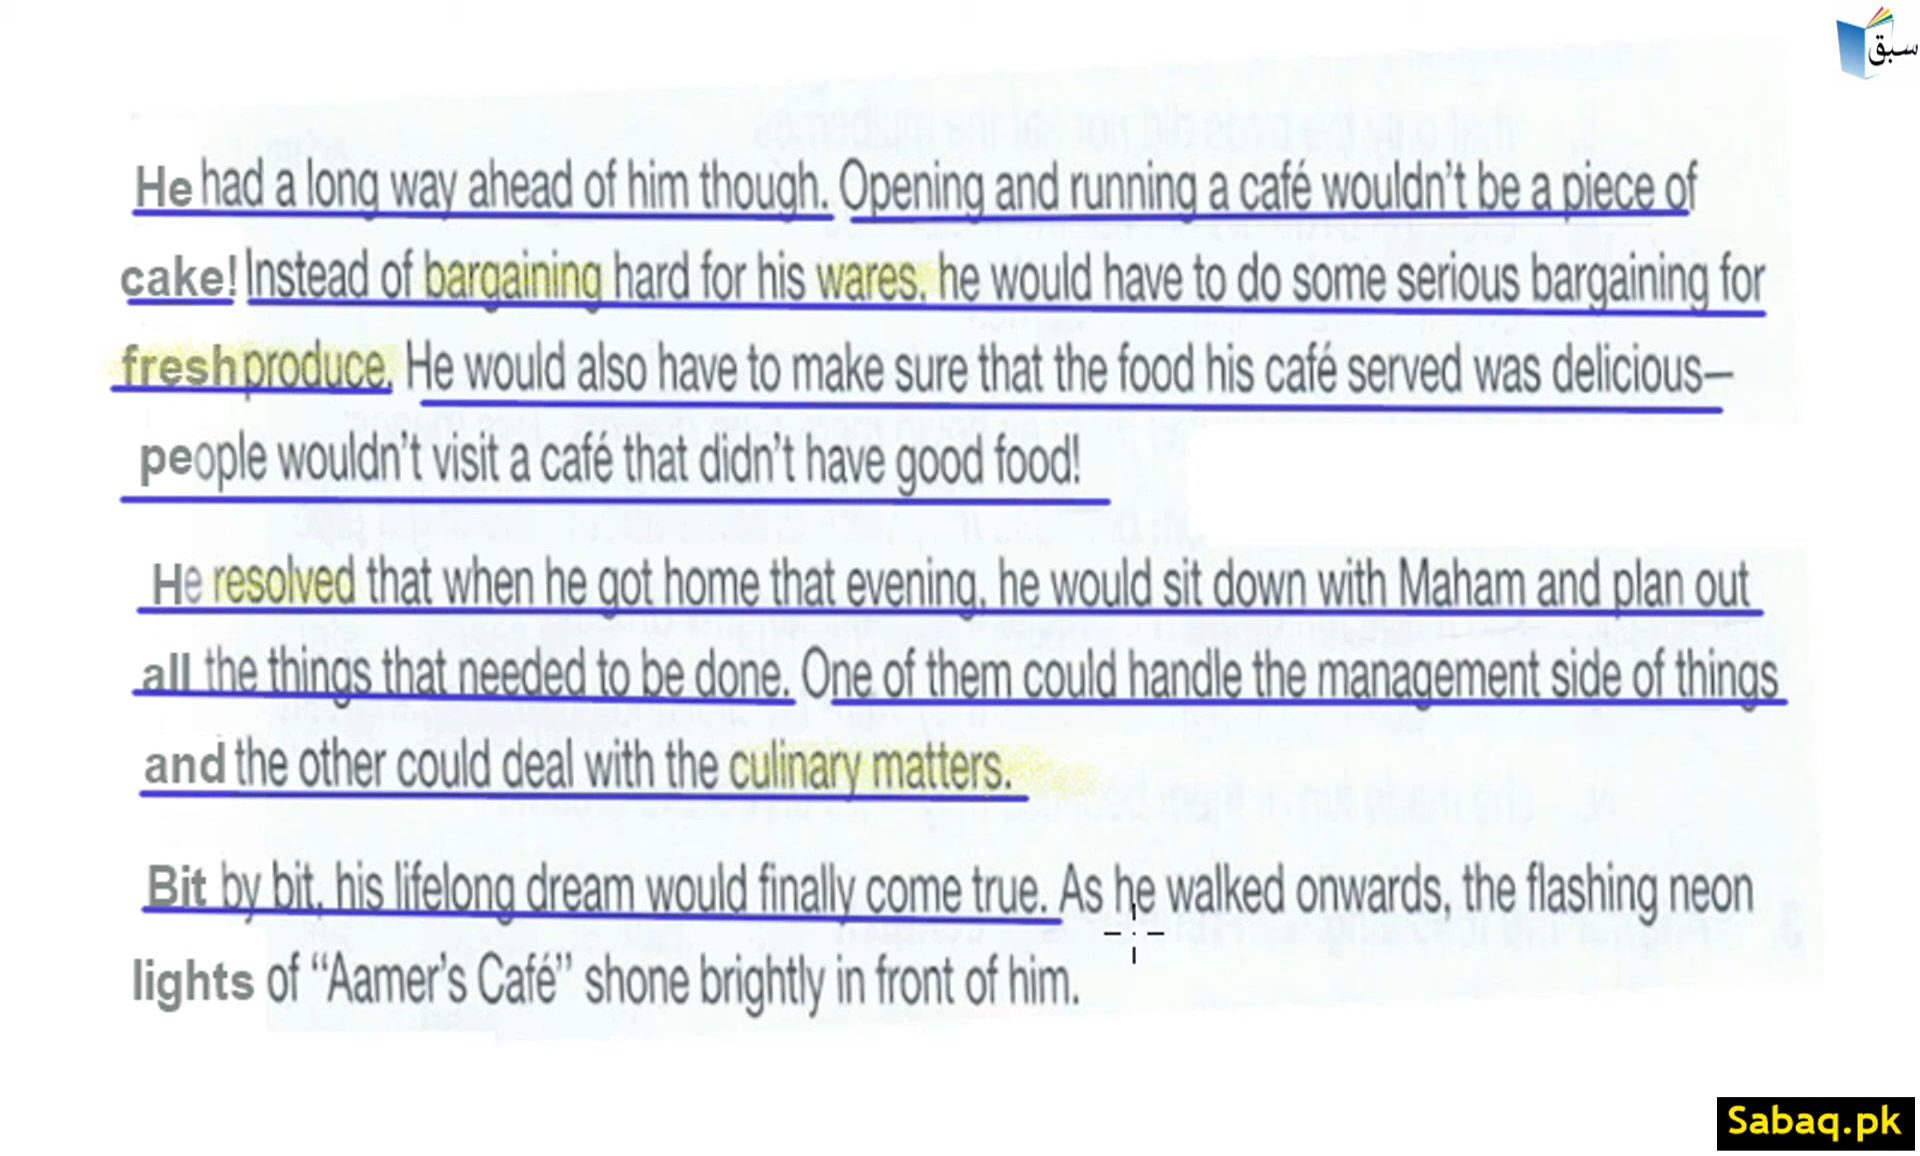 سبق
He had a long way ahead of him though. Opening and running a café wouldn't be a piece of
cake! Instead of bargaining hard for his wares, he would have to do some serious bargaining for
fresh produce. He would also have to make sure that the food his café served was delicious—
people wouldn't visit a café that didn't have good food!
He resolved that when he got home that evening, he would sit down with Maham and plan out
all the things that needed to be done. One of them could handle the management side of things
and the other could deal with the culinary matters.
Bit by bit, his lifelong dream would finally come true. As he walked onwards, the flashing neon
lights of “Aamer's Café” shone brightly in front of him.
Sabaq.pk